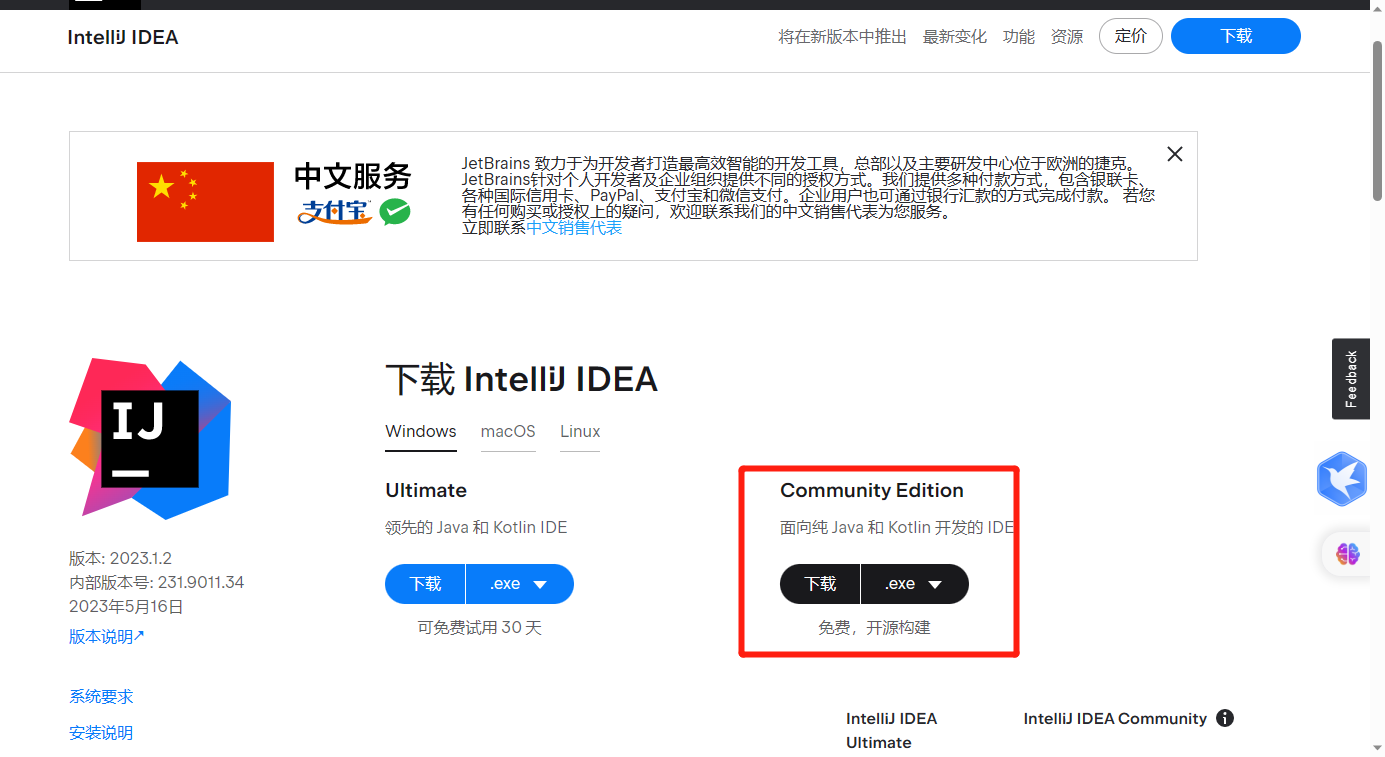 IntelliJ IDEA
将在新版本中推出 最新变化 功能 资源 定价 下载
中文服务
支付宝
JetBrains 致力于为开发者打造最高效智能的开发工具，总部以及主要研发中心位于欧洲的捷克。
JetBrains针对个人开发者及企业组织提供不同的授权方式。我们提供多种付款方式，包含银联卡、
各种国际信用卡、PayPal、支付宝和微信支付。企业用户也可通过银行汇款的方式完成付款。 若您
有任何购买或授权上的疑问，欢迎联系我们的中文销售代表为您服务。
立即联系中文销售代表
Feedback
IJ
下载 IntelliJ IDEA
Windows macOS Linux
Ultimate
领先的 Java 和 Kotlin IDE
下载 .exe
可免费试用 30 天
Community Edition
面向纯 Java 和 Kotlin 开发的 IDE
下载 .exe
免费，开源构建
版本: 2023.1.2
内部版本号: 231.9011.34
2023年5月16日
版本说明↗
系统要求
安装说明
IntelliJ IDEA
Ultimate
IntelliJ IDEA Community